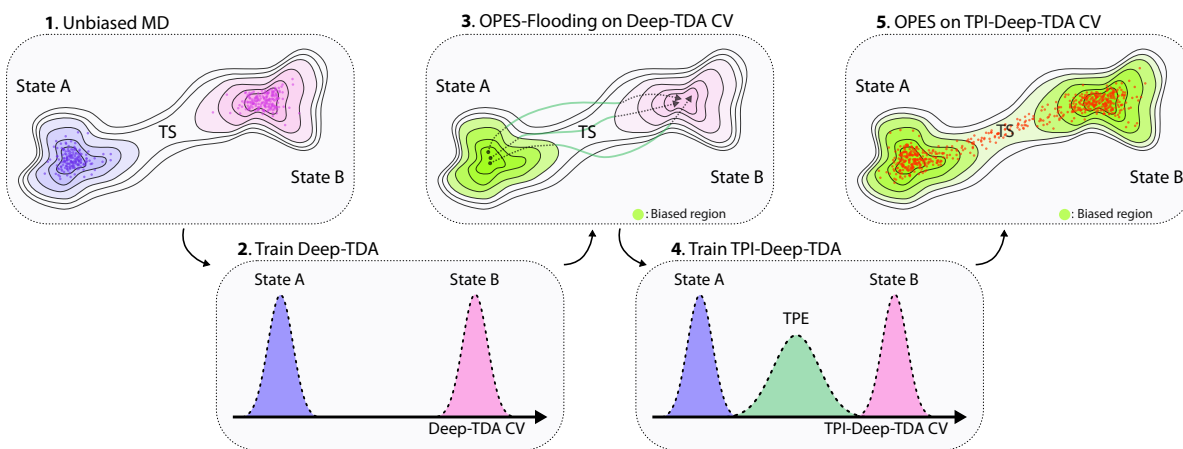 1. Unbiased MD
State A
TS
State B
2. Train Deep-TDA
State A
State B
Deep-TDA CV
3. OPES-Flooding on Deep-TDA CV
State A
TS
State B
: Biased region
4. Train TPI-Deep-TDA
State A
TPE
State B
TPI-Deep-TDA CV
5. OPES on TPI-Deep-TDA CV
State A
TS
State B
: Biased region